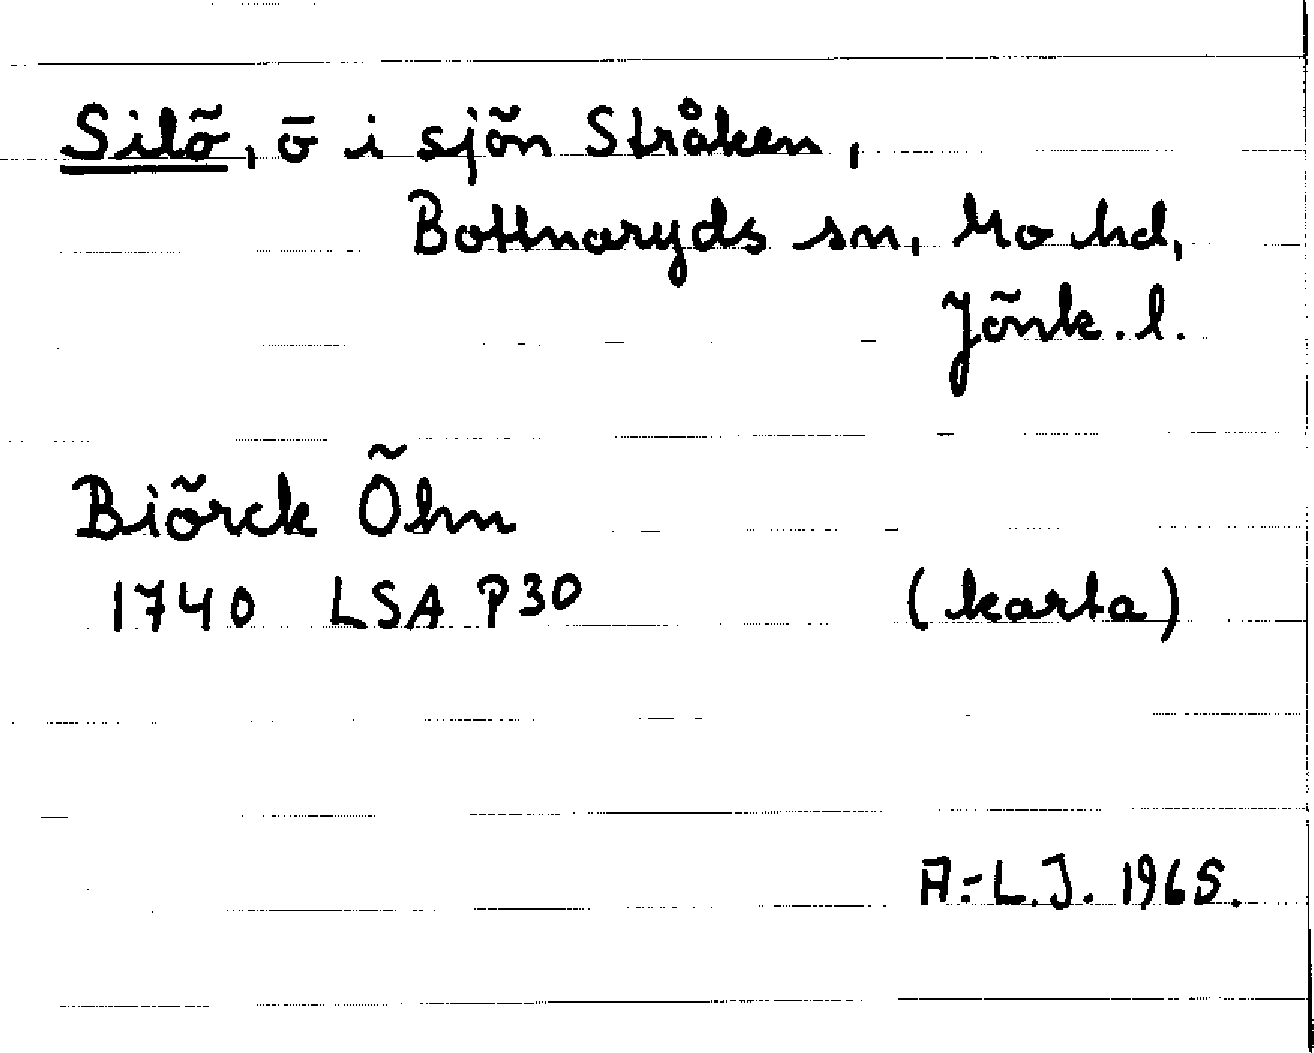 Silö, ö i sjön Stråken,
Bottnaryds sn, Mo hd,
Jönk. l.
Biörck Öhn
1740 LSA P30 (karta)
A.-L.J. 1965.